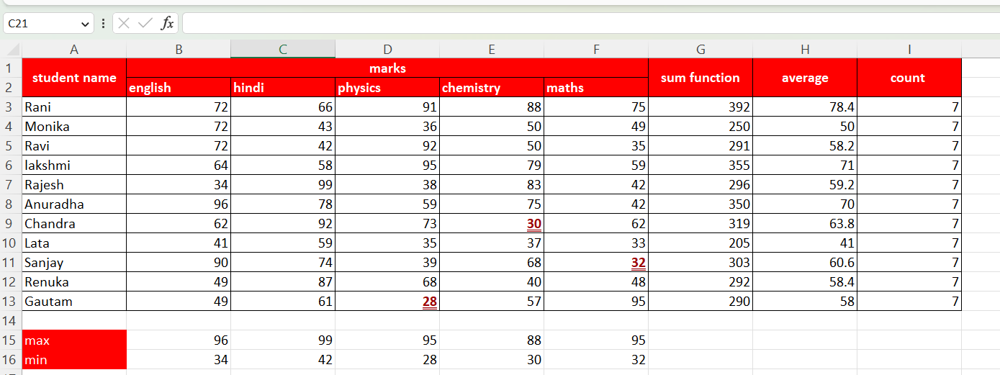 C21 fx
A B C D E F G H I
1 student name marks sum function average count
2 english hindi physics chemistry maths
3 Rani 72 66 91 88 75 392 78.4 7
4 Monika 72 43 36 50 49 250 50 7
5 Ravi 72 42 92 50 35 291 58.2 7
6 lakshmi 64 58 95 79 59 355 71 7
7 Rajesh 34 99 38 83 42 296 59.2 7
8 Anuradha 96 78 59 75 42 350 70 7
9 Chandra 62 92 73 30 62 319 63.8 7
10 Lata 41 59 35 37 33 205 41 7
11 Sanjay 90 74 39 68 32 303 60.6 7
12 Renuka 49 87 68 40 48 292 58.4 7
13 Gautam 49 61 28 57 95 290 58 7
14
15 max 96 99 95 88 95
16 min 34 42 28 30 32